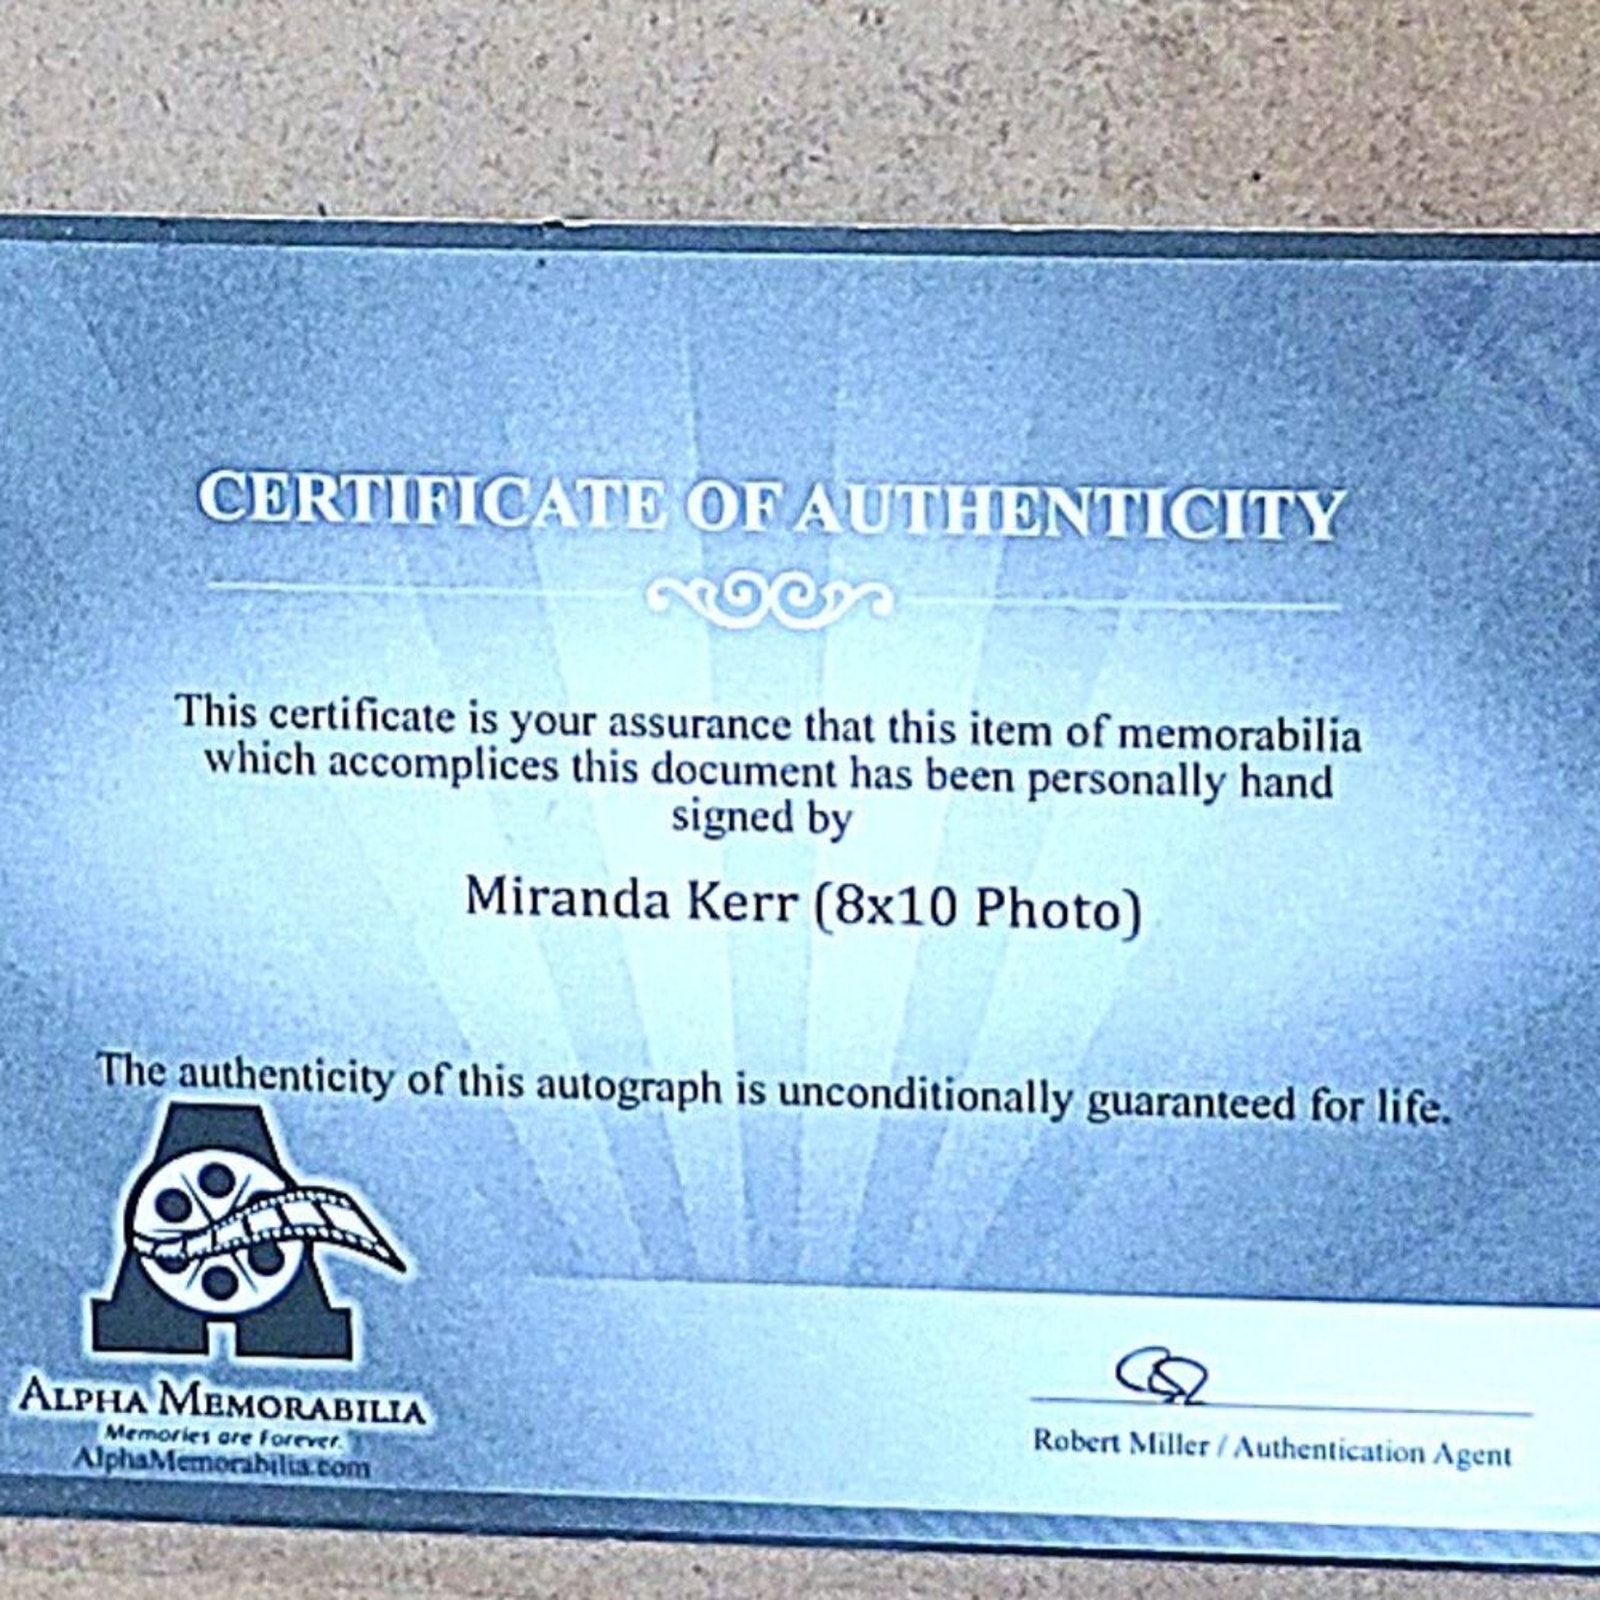 CERTIFICATE OF AUTHENTICITY
This certificate is your assurance that this item of memorabilia
which accomplices this document has been personally hand
signed by
Miranda Kerr (8x10 Photo)
The authenticity of this autograph is unconditionally guaranteed for life.
ALPHA MEMORABILIA
Memories are Forever.
AlphaMemorabilia.com
Robert Miller / Authentication Agent